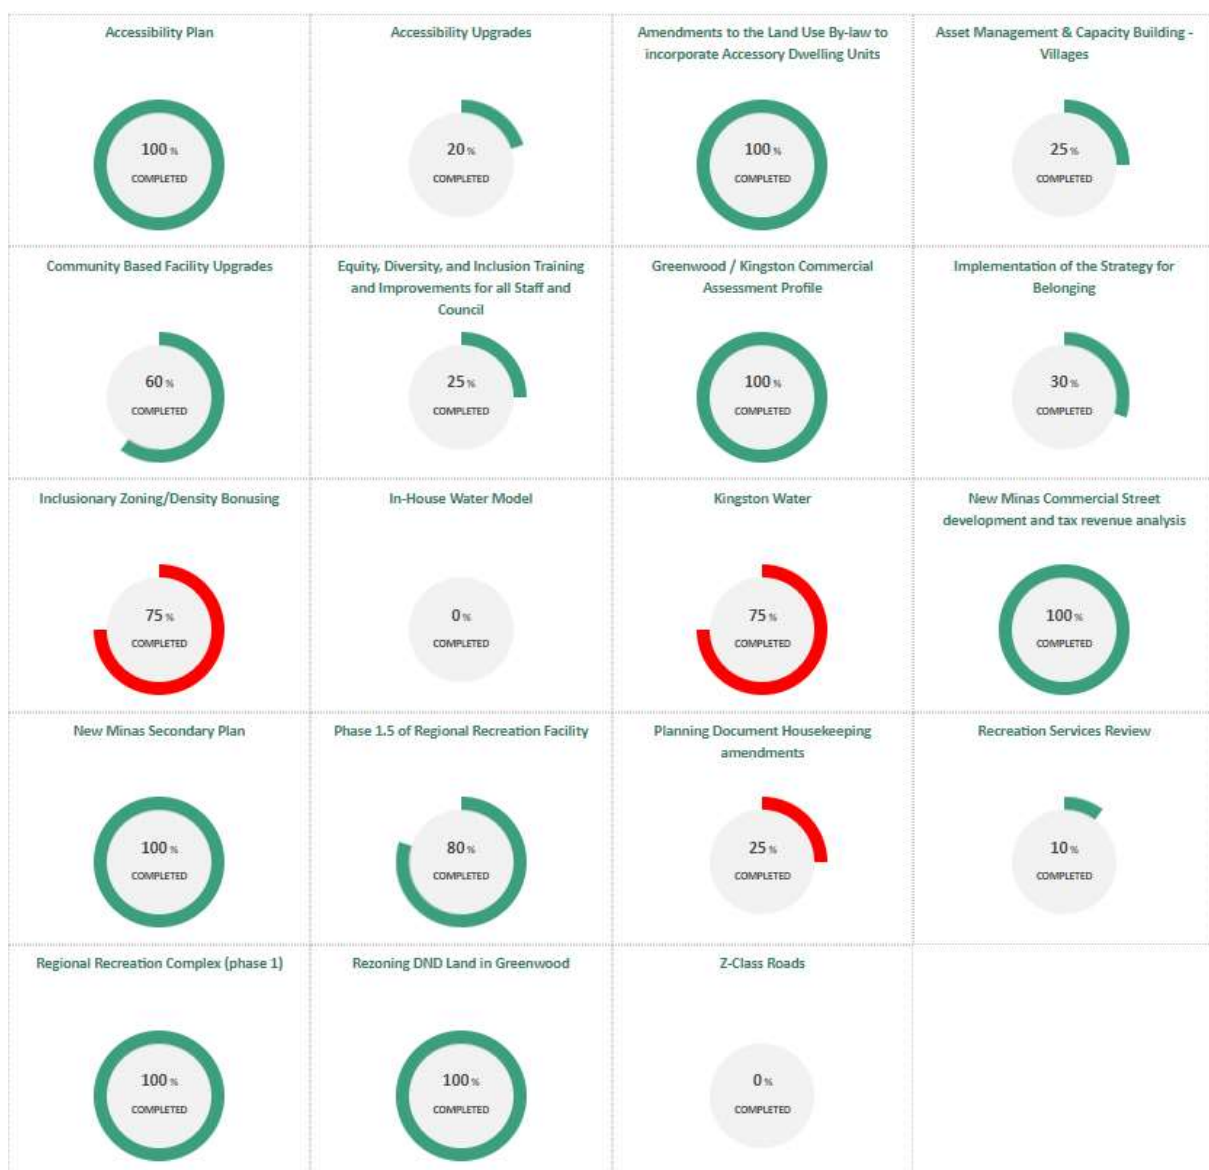 Accessibility Plan
100 %
COMPLETED
Accessibility Upgrades
20 %
COMPLETED
Amendments to the Land Use By-law to
incorporate Accessory Dwelling Units
100 %
COMPLETED
Asset Management & Capacity Building -
Villages
25 %
COMPLETED
Community Based Facility Upgrades
60 %
COMPLETED
Equity, Diversity, and Inclusion Training
and Improvements for all Staff and
Council
25 %
COMPLETED
Greenwood / Kingston Commercial
Assessment Profile
100 %
COMPLETED
Implementation of the Strategy for
Belonging
30 %
COMPLETED
Inclusionary Zoning/Density Bonusing
75 %
COMPLETED
In-House Water Model
0 %
COMPLETED
Kingston Water
75 %
COMPLETED
New Minas Commercial Street
development and tax revenue analysis
100 %
COMPLETED
New Minas Secondary Plan
100 %
COMPLETED
Phase 1.5 of Regional Recreation Facility
80 %
COMPLETED
Planning Document Housekeeping
amendments
25 %
COMPLETED
Recreation Services Review
10 %
COMPLETED
Regional Recreation Complex (phase 1)
100 %
COMPLETED
Rezoning DND Land in Greenwood
100 %
COMPLETED
Z-Class Roads
0 %
COMPLETED